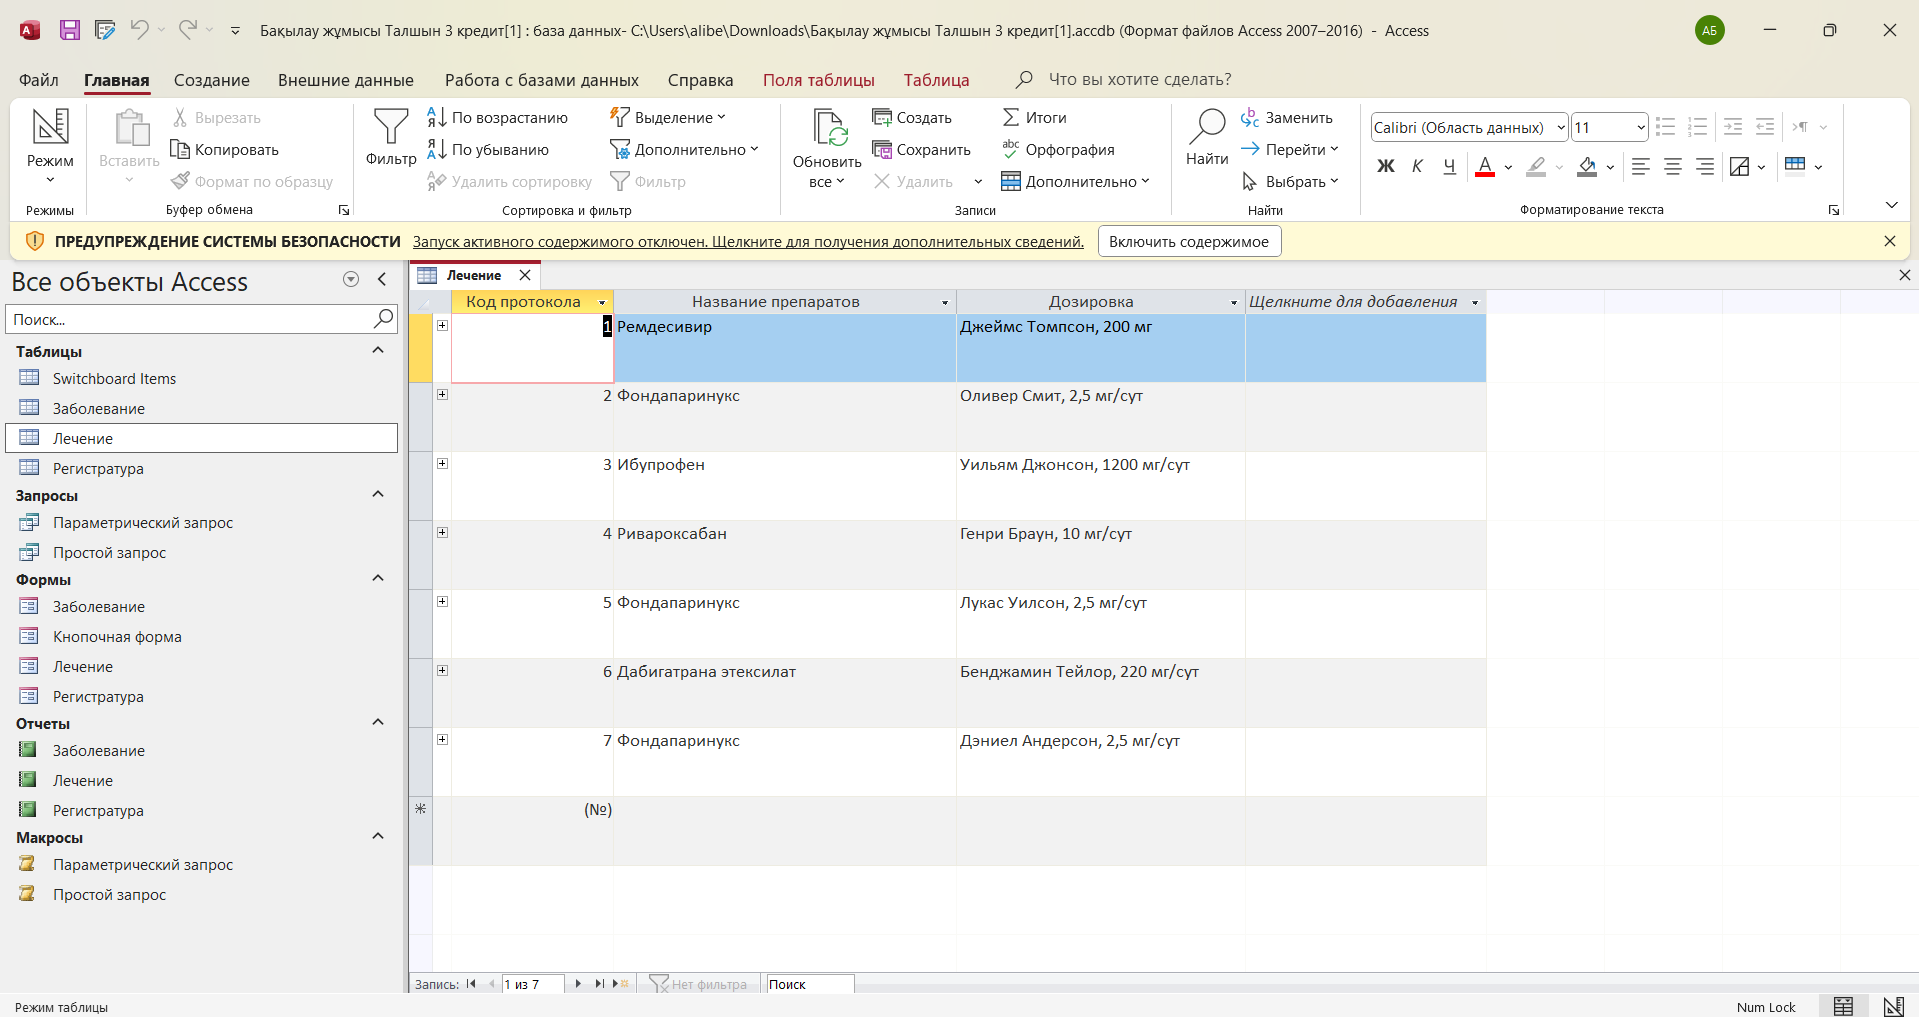 Бақылау жұмысы Талшын 3 кредит[1] : база данных- C:\Users\alibe\Downloads\Бақылау жұмысы Талшын 3 кредит[1].accdb (Формат файлов Access 2007–2016) - Access
АБ
Файл Главная Создание Внешние данные Работа с базами данных Справка Поля таблицы Таблица Что вы хотите сделать?
Режим
Режимы
Вставить
Вырезать
Копировать
Формат по образцу
Буфер обмена
Фильтр
По возрастанию
По убыванию
Удалить сортировку
Выделение
Дополнительно
Фильтр
Сортировка и фильтр
Обновить
все
Создать
Сохранить
Удалить
Итоги
Орфография
Дополнительно
Записи
Найти
Заменить
Перейти
Выбрать
Найти
Calibri (Область данных) 11
Ж К Ч А
Форматирование текста
ПРЕДУПРЕЖДЕНИЕ СИСТЕМЫ БЕЗОПАСНОСТИ Запуск активного содержимого отключен. Щелкните для получения дополнительных сведений. Включить содержимое
Все объекты Access
Поиск...
Таблицы
Switchboard Items
Заболевание
Лечение
Регистратура
Запросы
Параметрический запрос
Простой запрос
Формы
Заболевание
Кнопочная форма
Лечение
Регистратура
Отчеты
Заболевание
Лечение
Регистратура
Макросы
Параметрический запрос
Простой запрос
Лечение
Код протокола Название препаратов Дозировка Щелкните для добавления
1 Ремдесивир Джеймс Томпсон, 200 мг
2 Фондапаринукс Оливер Смит, 2,5 мг/сут
3 Ибупрофен Уильям Джонсон, 1200 мг/сут
4 Ривароксабан Генри Браун, 10 мг/сут
5 Фондапаринукс Лукас Уилсон, 2,5 мг/сут
6 Дабигатрана этексилат Бенджамин Тейлор, 220 мг/сут
7 Фондапаринукс Дэниел Андерсон, 2,5 мг/сут
(№)
Запись: 1 из 7 Нет фильтра Поиск
Режим таблицы Num Lock